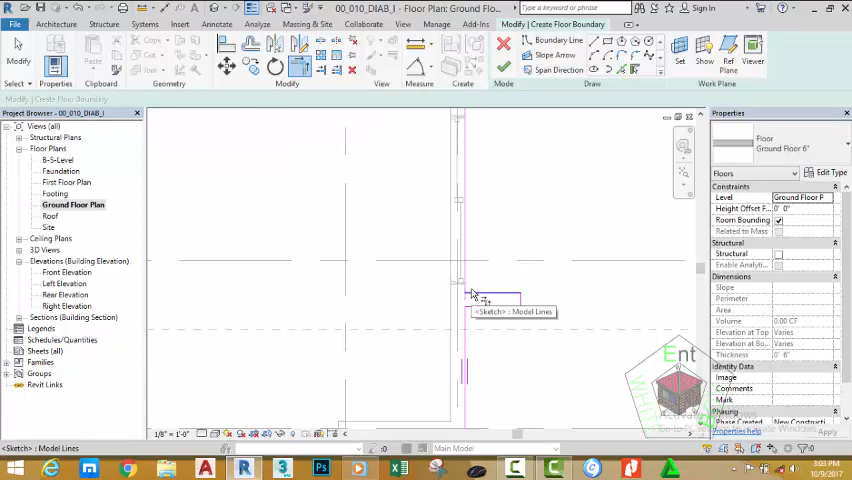 00_010_DIAB_I - Floor Plan: Ground Flo...
Sign In
File
Architecture
Structure
Systems
Insert
Annotate
Analyze
Massing & Site
Collaborate
View
Manage
Add-Ins
Modify | Create Floor Boundary
Modify
Paste
Cope
Cut
Join
Boundary Line
Slope Arrow
Span Direction
Set
Show
Ref
Plane
Viewer
Select
Properties
Clipboard
Geometry
Modify
View
Measure
Create
Mode
Draw
Work Plane
Modify | Create Floor Boundary
Project Browser - 00_010_DIAB_I
Views (all)
Structural Plans
Floor Plans
B-S-Level
Foundation
First Floor Plan
Footing
Ground Floor Plan
Roof
Site
Ceiling Plans
3D Views
Elevations (Building Elevation)
Front Elevation
Left Elevation
Rear Elevation
Right Elevation
Sections (Building Section)
Legends
Schedules/Quantities
Sheets (all)
Families
Groups
Revit Links
<Sketch> : Model Lines
Properties
Floor
Ground Floor 6"
Floors
Edit Type
Constraints
Level
Ground Floor P
Height Offset F...
0' 0"
Room Bounding
Related to Mass
Structural
Structural
Enable Analyti...
Dimensions
Slope
Perimeter
Area
Volume
0.00 CF
Elevation at Top
Varies
Elevation at Bo...
Varies
Thickness
0' 6"
Identity Data
Image
Comments
Mark
Phasing
Phase Created
New Constructi
Properties help
Apply
Ent
1/8" = 1'-0"
<Sketch> : Model Lines
:0
Main Model
:0
3:03 PM
10/9/2017